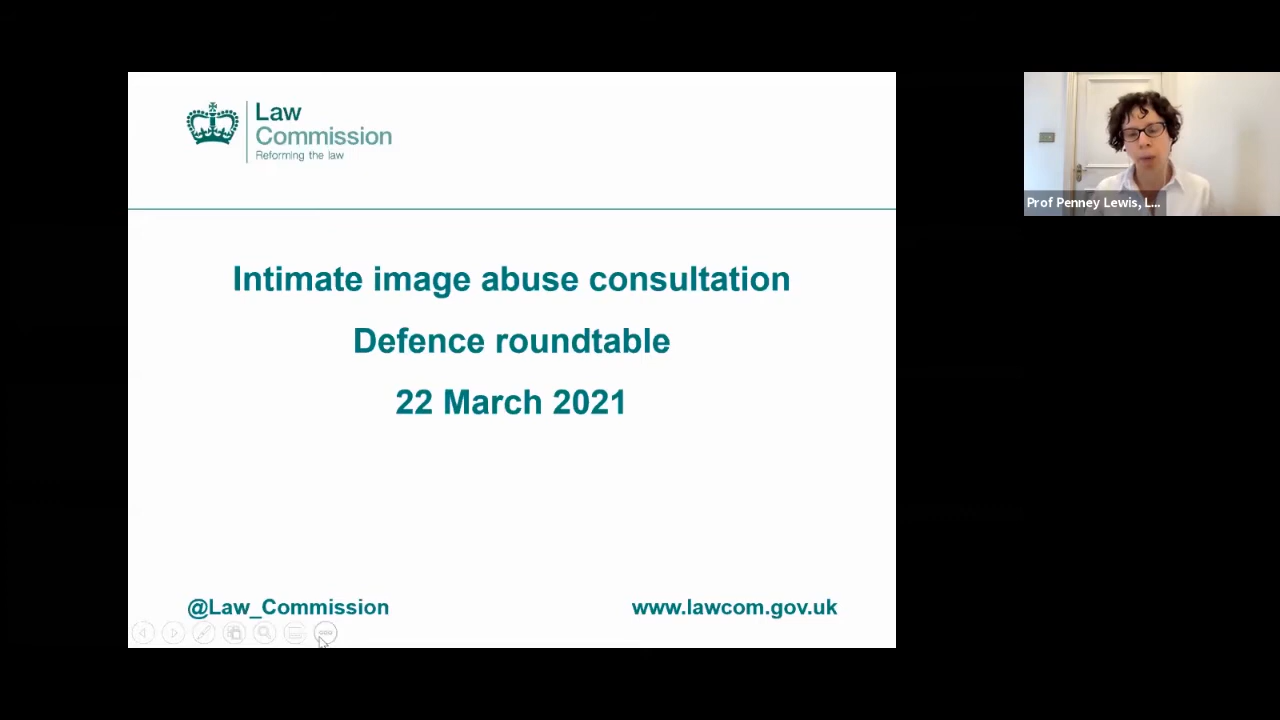 Law
Commission
Reforming the law
Prof Penney Lewis, L...
Intimate image abuse consultation
Defence roundtable
22 March 2021
@Law_Commission
www.lawcom.gov.uk